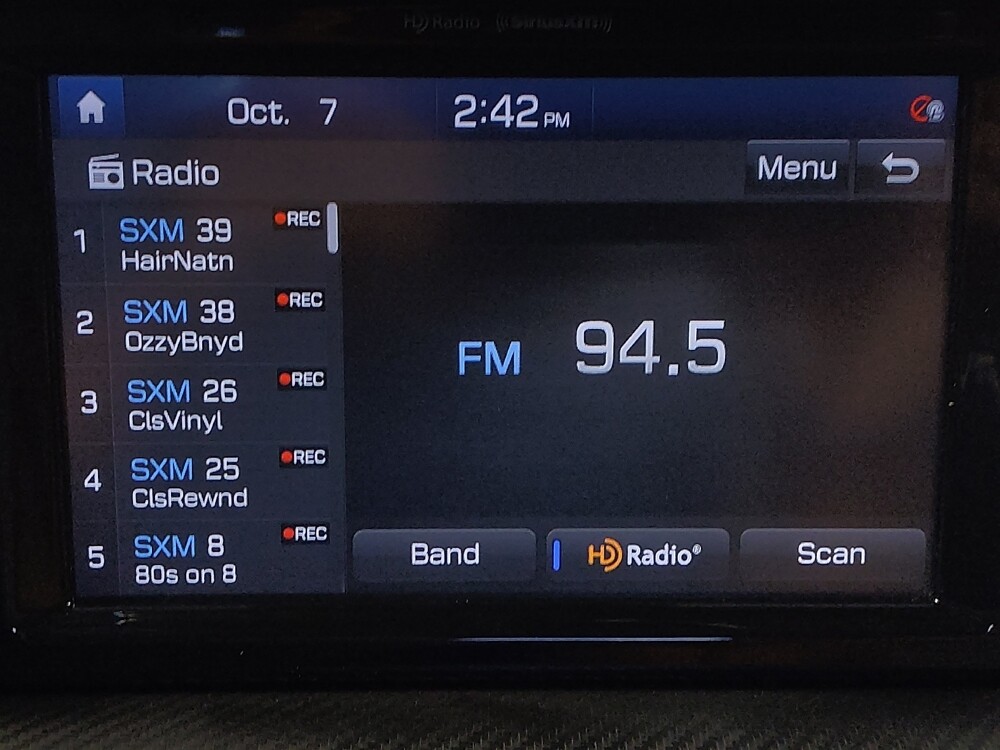 HD Radio ((SiriusXM))
Oct. 7 2:42 PM
Radio Menu
1 SXM 39 REC
HairNatn
2 SXM 38 REC
OzzyBnyd
3 SXM 26 REC
ClsVinyl
4 SXM 25 REC
ClsRewnd
5 SXM 8 REC
80s on 8
FM 94.5
Band HD Radio® Scan